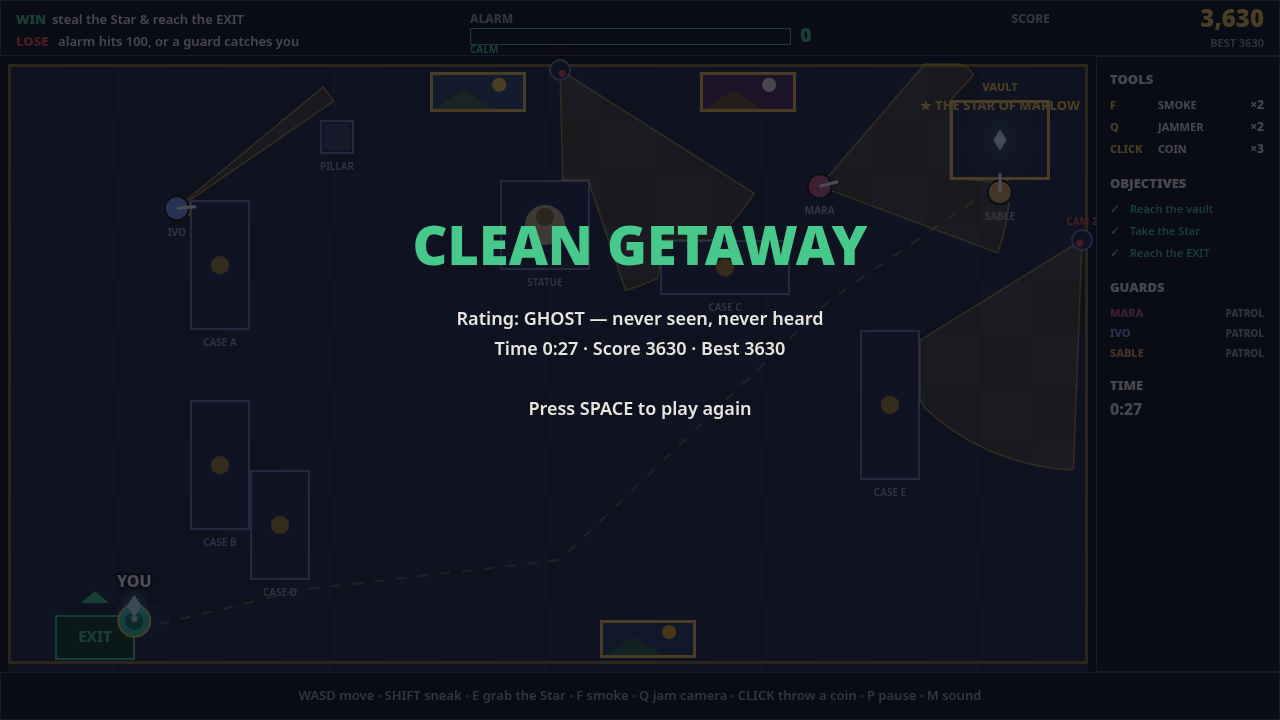 WIN steal the Star & reach the EXIT
LOSE alarm hits 100, or a guard catches you
ALARM
0
CALM
SCORE
3,630
BEST 3630
VAULT
★ THE STAR OF MARLOW
PILLAR
IVO
MARA
SABLE
CAM 2
STATUE
CASE C
CASE A
CASE E
CASE B
CASE D
YOU
EXIT
CLEAN GETAWAY
Rating: GHOST — never seen, never heard
Time 0:27 · Score 3630 · Best 3630
Press SPACE to play again
TOOLS
F SMOKE ×2
Q JAMMER ×2
CLICK COIN ×3
OBJECTIVES
✓ Reach the vault
✓ Take the Star
✓ Reach the EXIT
GUARDS
MARA PATROL
IVO PATROL
SABLE PATROL
TIME
0:27
WASD move · SHIFT sneak · E grab the Star · F smoke · Q jam camera · CLICK throw a coin · P pause · M sound